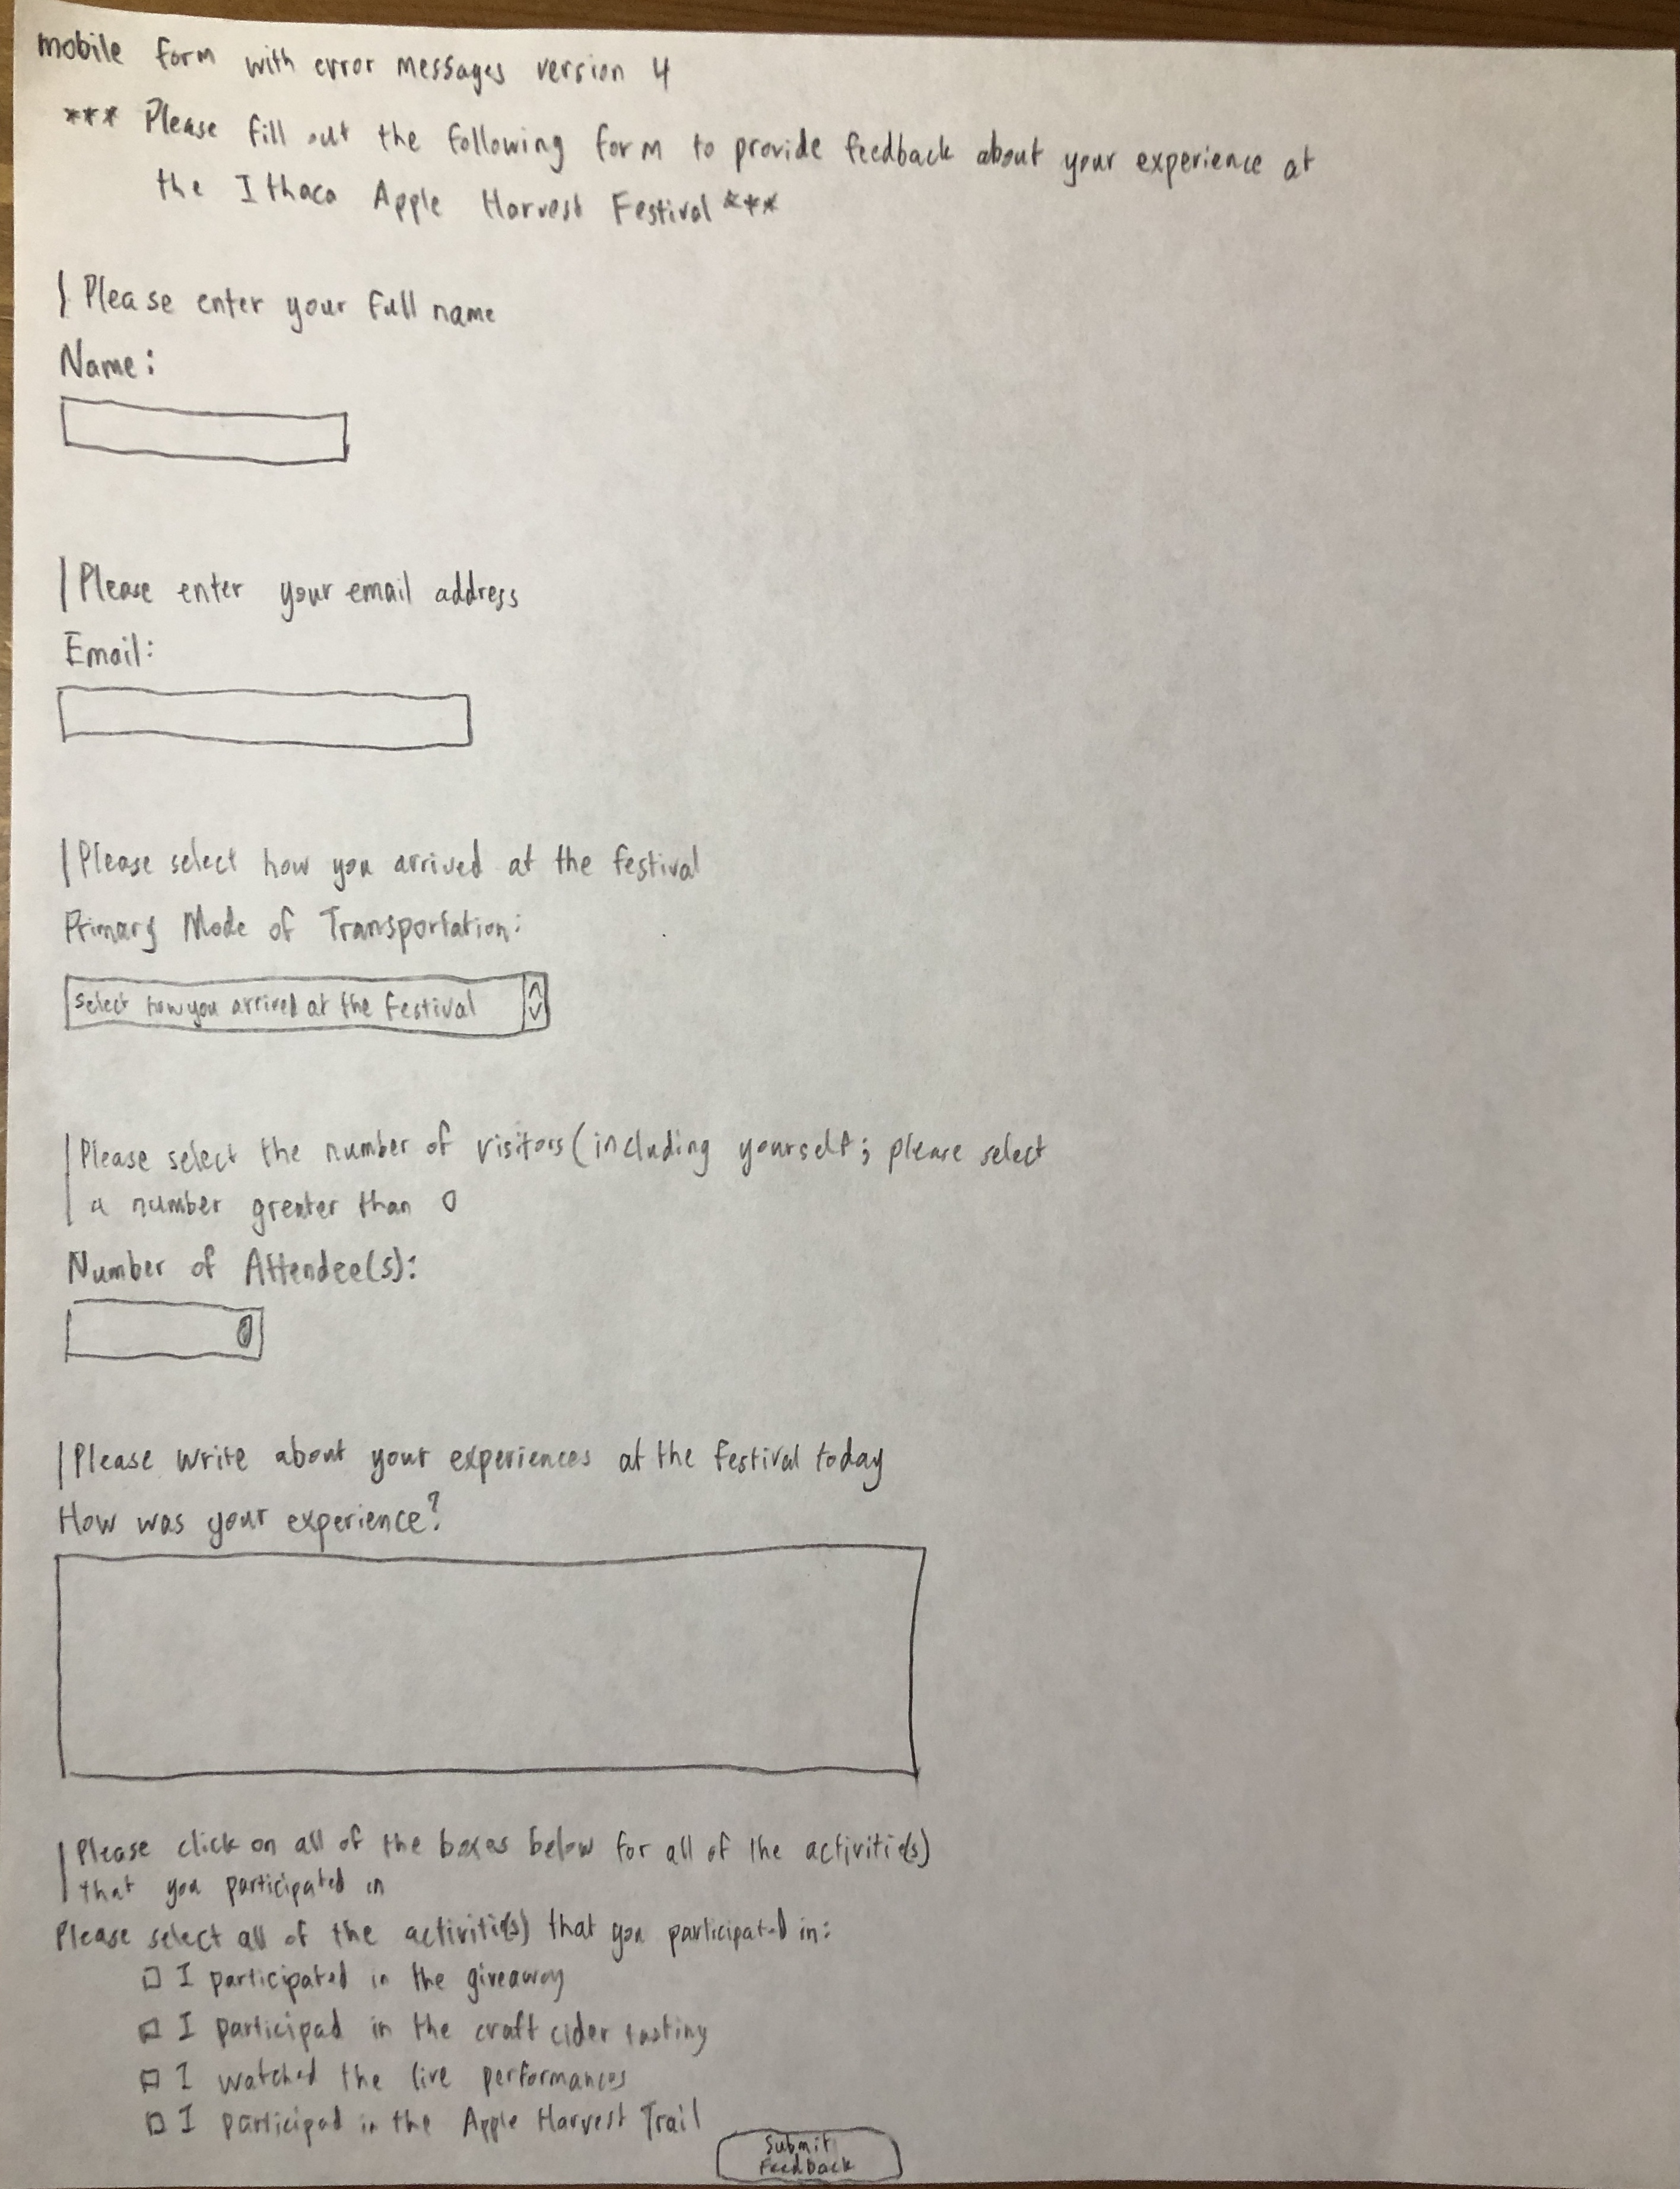 mobile form with error messages version 4
*** Please fill out the following form to provide feedback about your experience at
the Ithaca Apple Harvest Festival ***
| Please enter your full name
Name:
| Please enter your email address
Email:
| Please select how you arrived at the festival
Primary Mode of Transportation:
select how you arrived at the festival
| Please select the number of visitors (including yourself; please select
| a number greater than 0
Number of Attendee(s):
0
| Please write about your experiences at the festival today
How was your experience?
| Please click on all of the boxes below for all of the activitie(s)
| that you participated in
Please select all of the activitie(s) that you participated in:
I participated in the giveaway
I participad in the craft cider tasting
I watched the live performances
I participad in the Apple Harvest Trail
Submit
Feedback